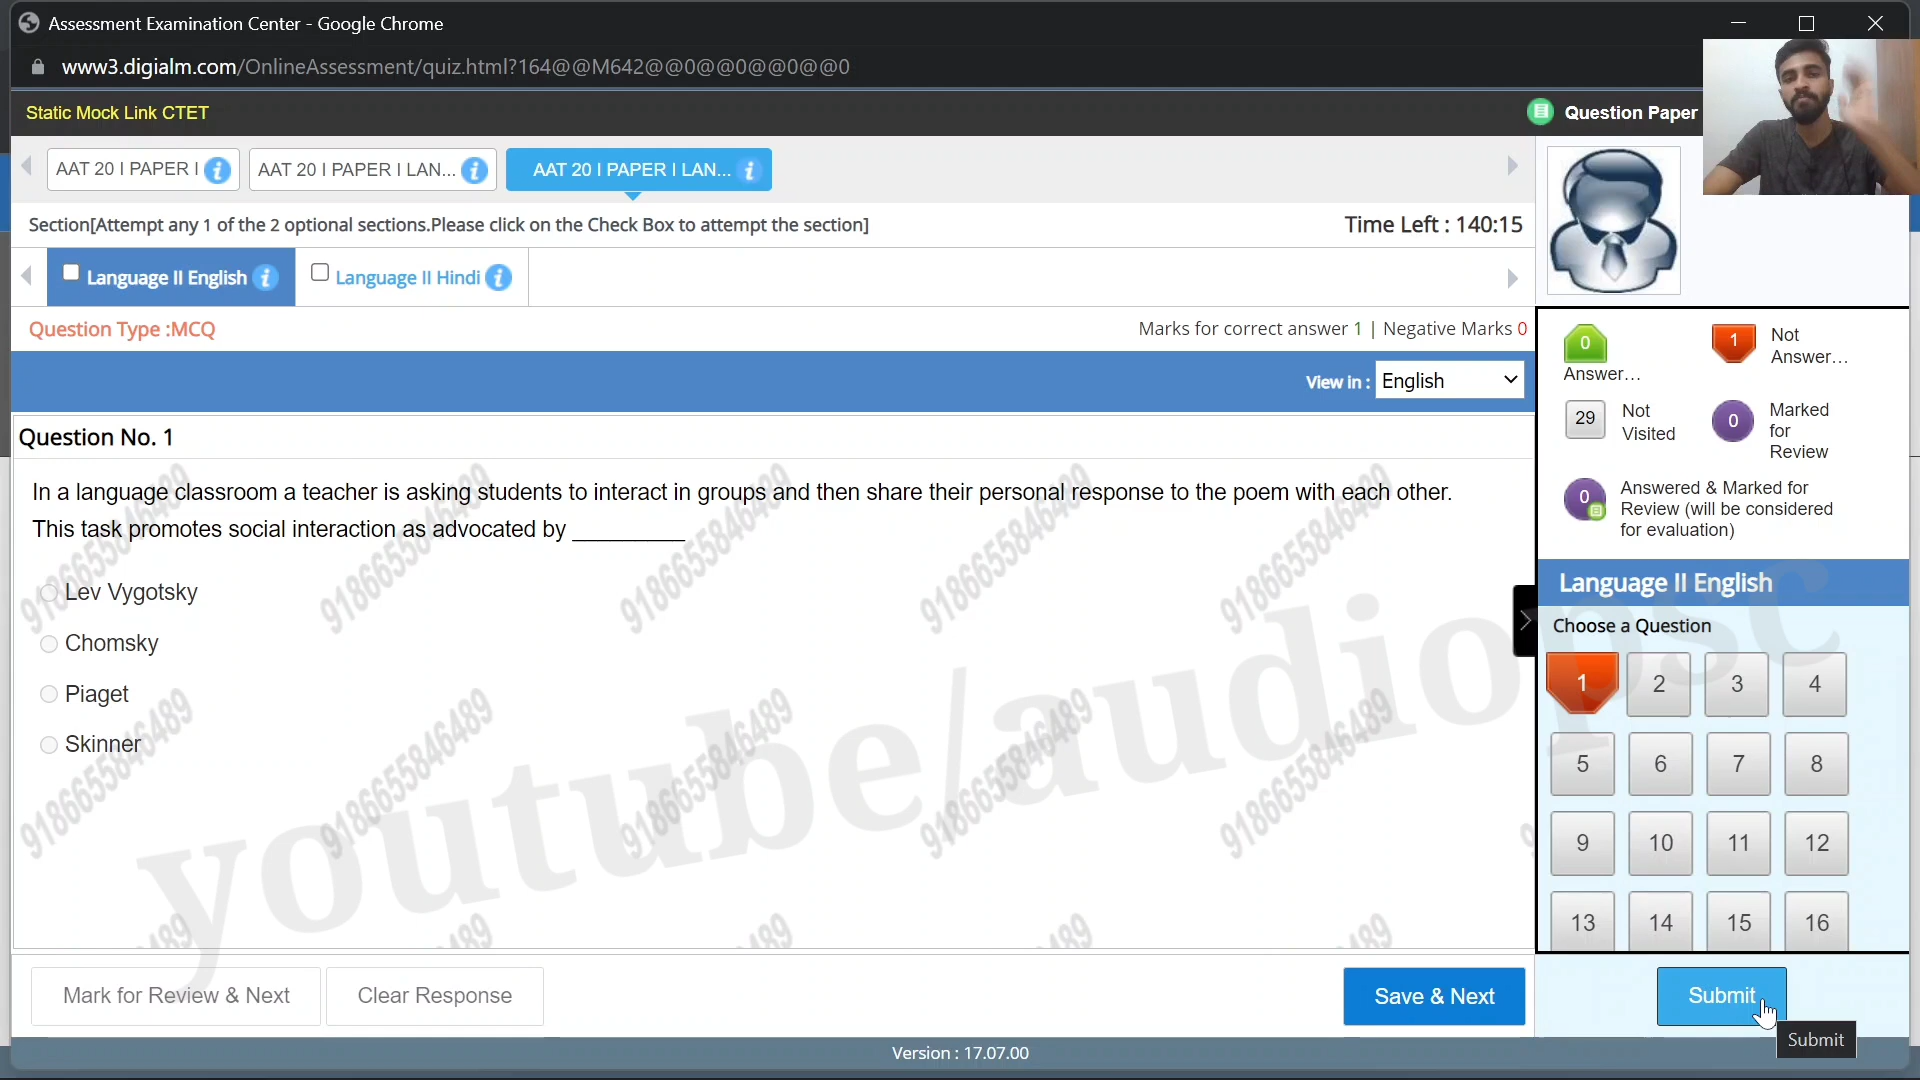 Assessment Examination Center - Google Chrome
www3.digialm.com/OnlineAssessment/quiz.html?164@@M642@@0@@0@@0@@0
Static Mock Link CTET
Question Paper
AAT 20 I PAPER I
AAT 20 I PAPER I LAN...
AAT 20 I PAPER I LAN...
Section[Attempt any 1 of the 2 optional sections.Please click on the Check Box to attempt the section]
Time Left : 140:15
Language II English
Language II Hindi
Question Type :MCQ
Marks for correct answer 1 | Negative Marks 0
View in : English
Question No. 1
In a language classroom a teacher is asking students to interact in groups and then share their personal response to the poem with each other.
This task promotes social interaction as advocated by _________
Lev Vygotsky
Chomsky
Piaget
Skinner
9186655846489
youtube/audiopsc
Mark for Review & Next
Clear Response
Save & Next
0
Answer...
1
Not
Answer...
29
Not
Visited
0
Marked
for
Review
0
Answered & Marked for
Review (will be considered
for evaluation)
Language II English
Choose a Question
1 2 3 4
5 6 7 8
9 10 11 12
13 14 15 16
Submit
Submit
Version : 17.07.00